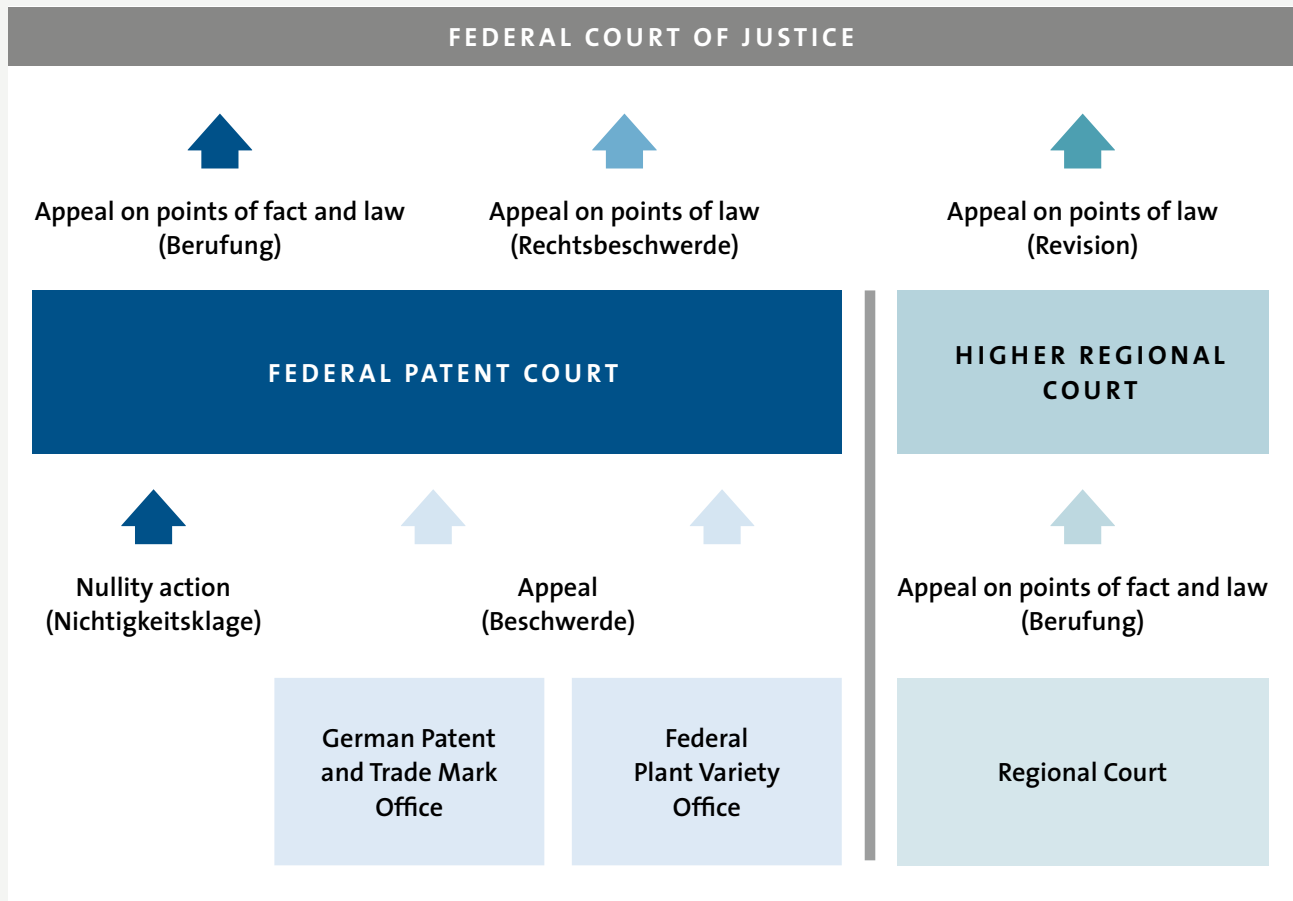 FEDERAL COURT OF JUSTICE
Appeal on points of fact and law
(Berufung)
Appeal on points of law
(Rechtsbeschwerde)
Appeal on points of law
(Revision)
FEDERAL PATENT COURT
HIGHER REGIONAL
COURT
Nullity action
(Nichtigkeitsklage)
Appeal
(Beschwerde)
Appeal on points of fact and law
(Berufung)
German Patent
and Trade Mark
Office
Federal
Plant Variety
Office
Regional Court